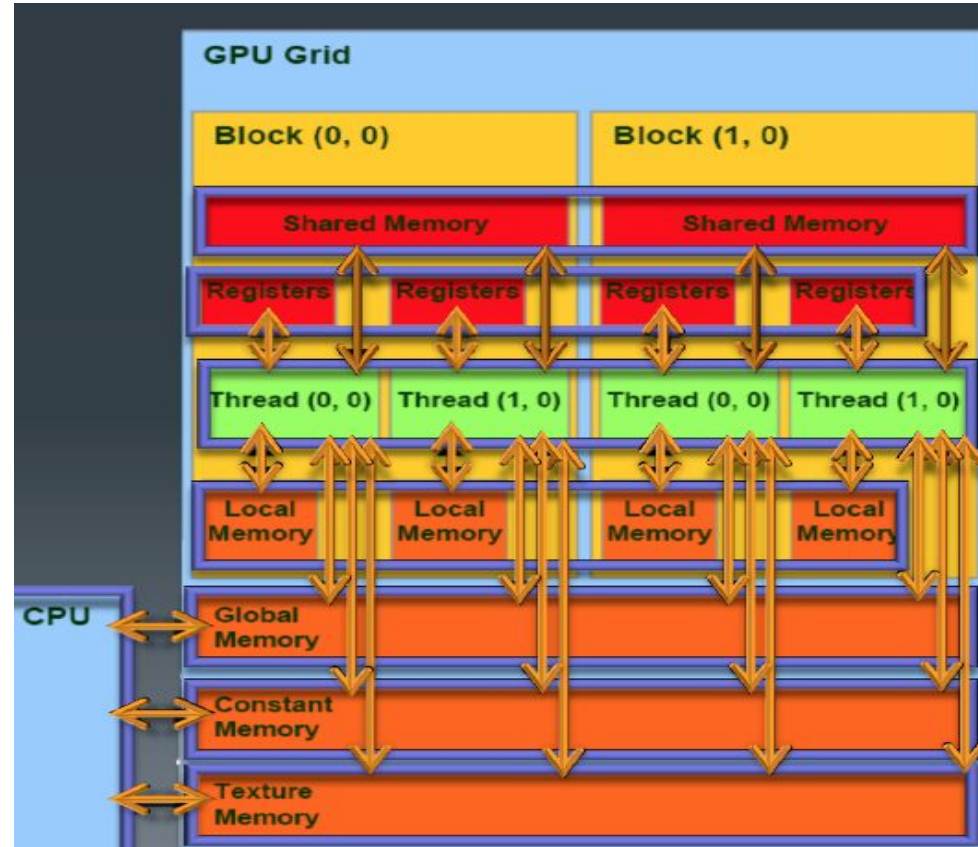 GPU Grid
Block (0, 0)
Block (1, 0)
Shared Memory
Shared Memory
Registers
Registers
Registers
Registers
Thread (0, 0)
Thread (1, 0)
Thread (0, 0)
Thread (1, 0)
Local
Memory
Local
Memory
Local
Memory
Local
Memory
CPU
Global
Memory
Constant
Memory
Texture
Memory